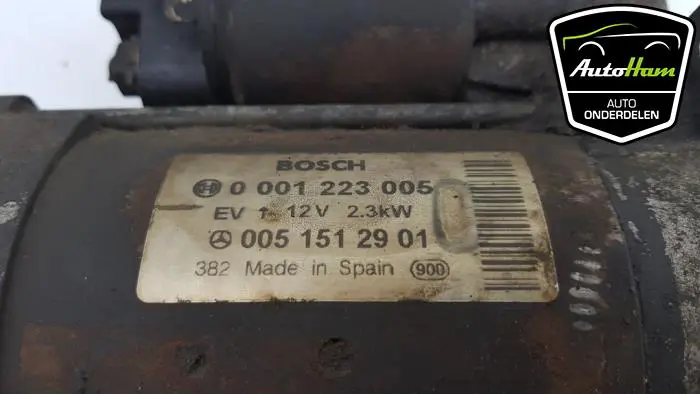 AutoHam
AUTO
ONDERDELEN
BOSCH
0 001 223 005
EV 1 12V 2.3kW
005 151 29 01
382 Made in Spain 900